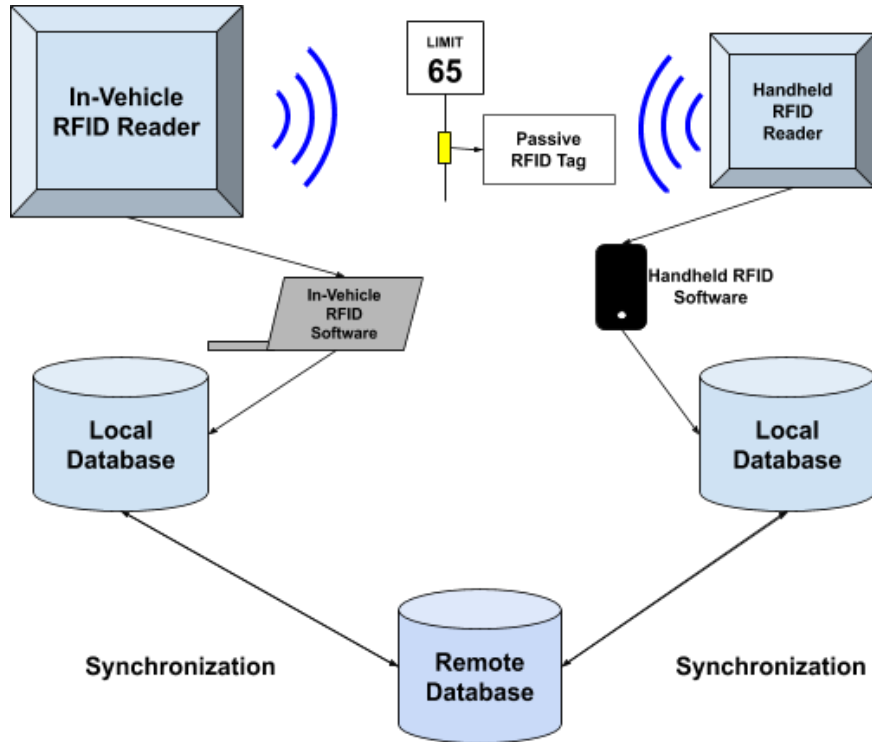 In-Vehicle
RFID Reader
LIMIT
65
Passive
RFID Tag
Handheld
RFID
Reader
In-Vehicle
RFID
Software
Handheld RFID
Software
Local
Database
Local
Database
Synchronization
Remote
Database
Synchronization